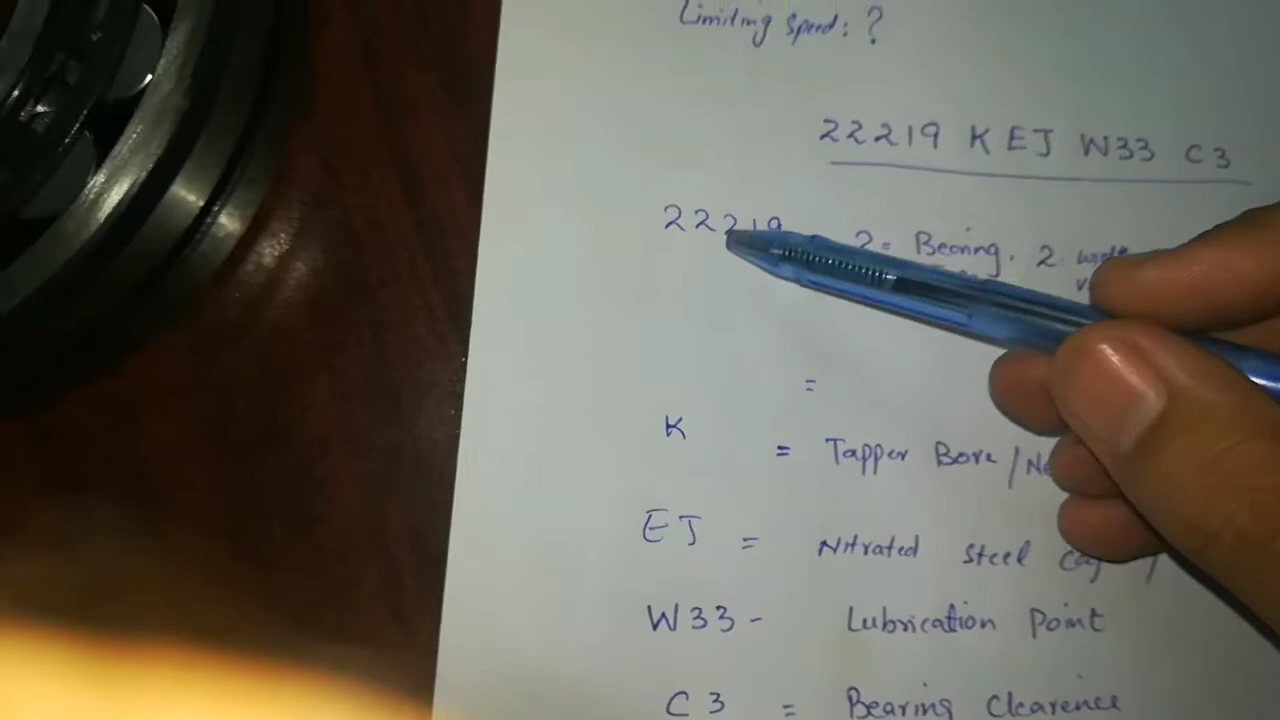 Limiting Speed: ?
22219 K EJ W33 C3
22219 2= Bearing. 2
=
K
= Tapper Bore /
EJ = Nitrated Steel
W33- Lubrication Point
C3 = Bearing Clearence